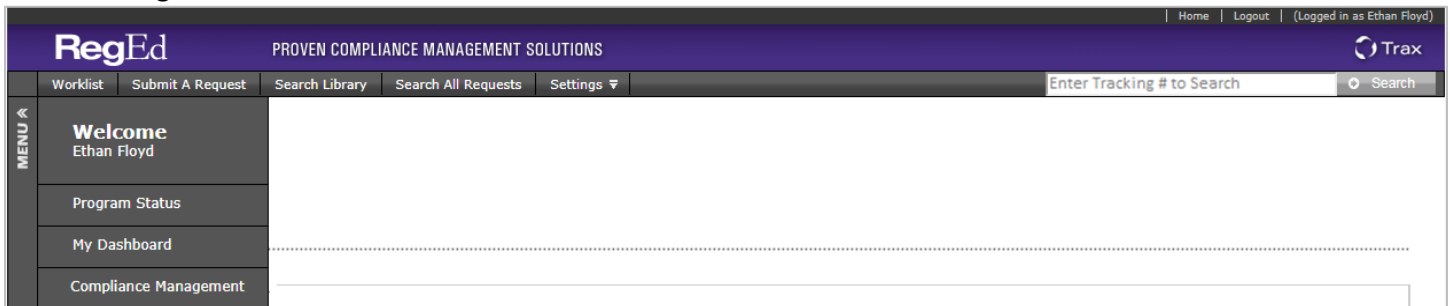 Home | Logout | (Logged in as Ethan Floyd)
RegEd PROVEN COMPLIANCE MANAGEMENT SOLUTIONS Trax
Worklist Submit A Request Search Library Search All Requests Settings Enter Tracking # to Search Search
MENU «
Welcome
Ethan Floyd
Program Status
My Dashboard
Compliance Management